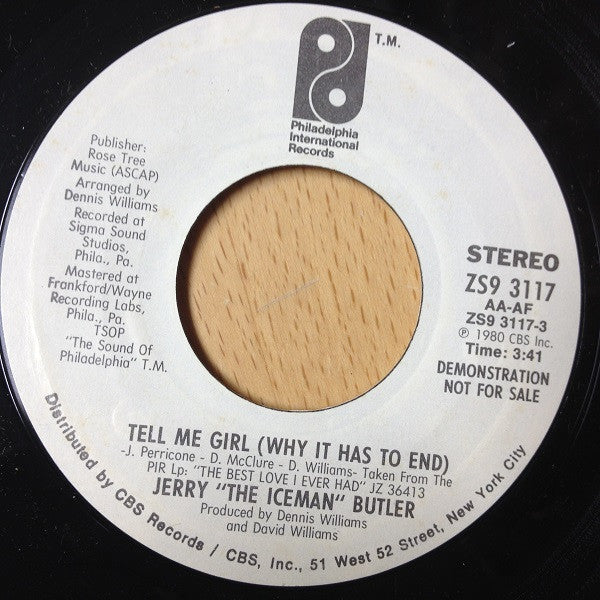 T.M.
Philadelphia
International
Records
Publisher:
Rose Tree
Music (ASCAP)
Arranged by
Dennis Williams
Recorded at
Sigma Sound
Studios,
Phila., Pa.
Mastered at
Frankford/Wayne
Recording Labs,
Phila., Pa.
TSOP
"The Sound Of
Philadelphia" T.M.
STEREO
ZS9 3117
AA-AF
ZS9 3117-3
℗ 1980 CBS Inc.
Time: 3:41
DEMONSTRATION
NOT FOR SALE
TELL ME GIRL (WHY IT HAS TO END)
-J. Perricone - D. McClure - D. Williams- Taken From The
PIR Lp: "THE BEST LOVE I EVER HAD" JZ 36413
JERRY "THE ICEMAN" BUTLER
Produced by Dennis Williams
and David Williams
Distributed by CBS Records / CBS, Inc., 51 West 52 Street, New York City